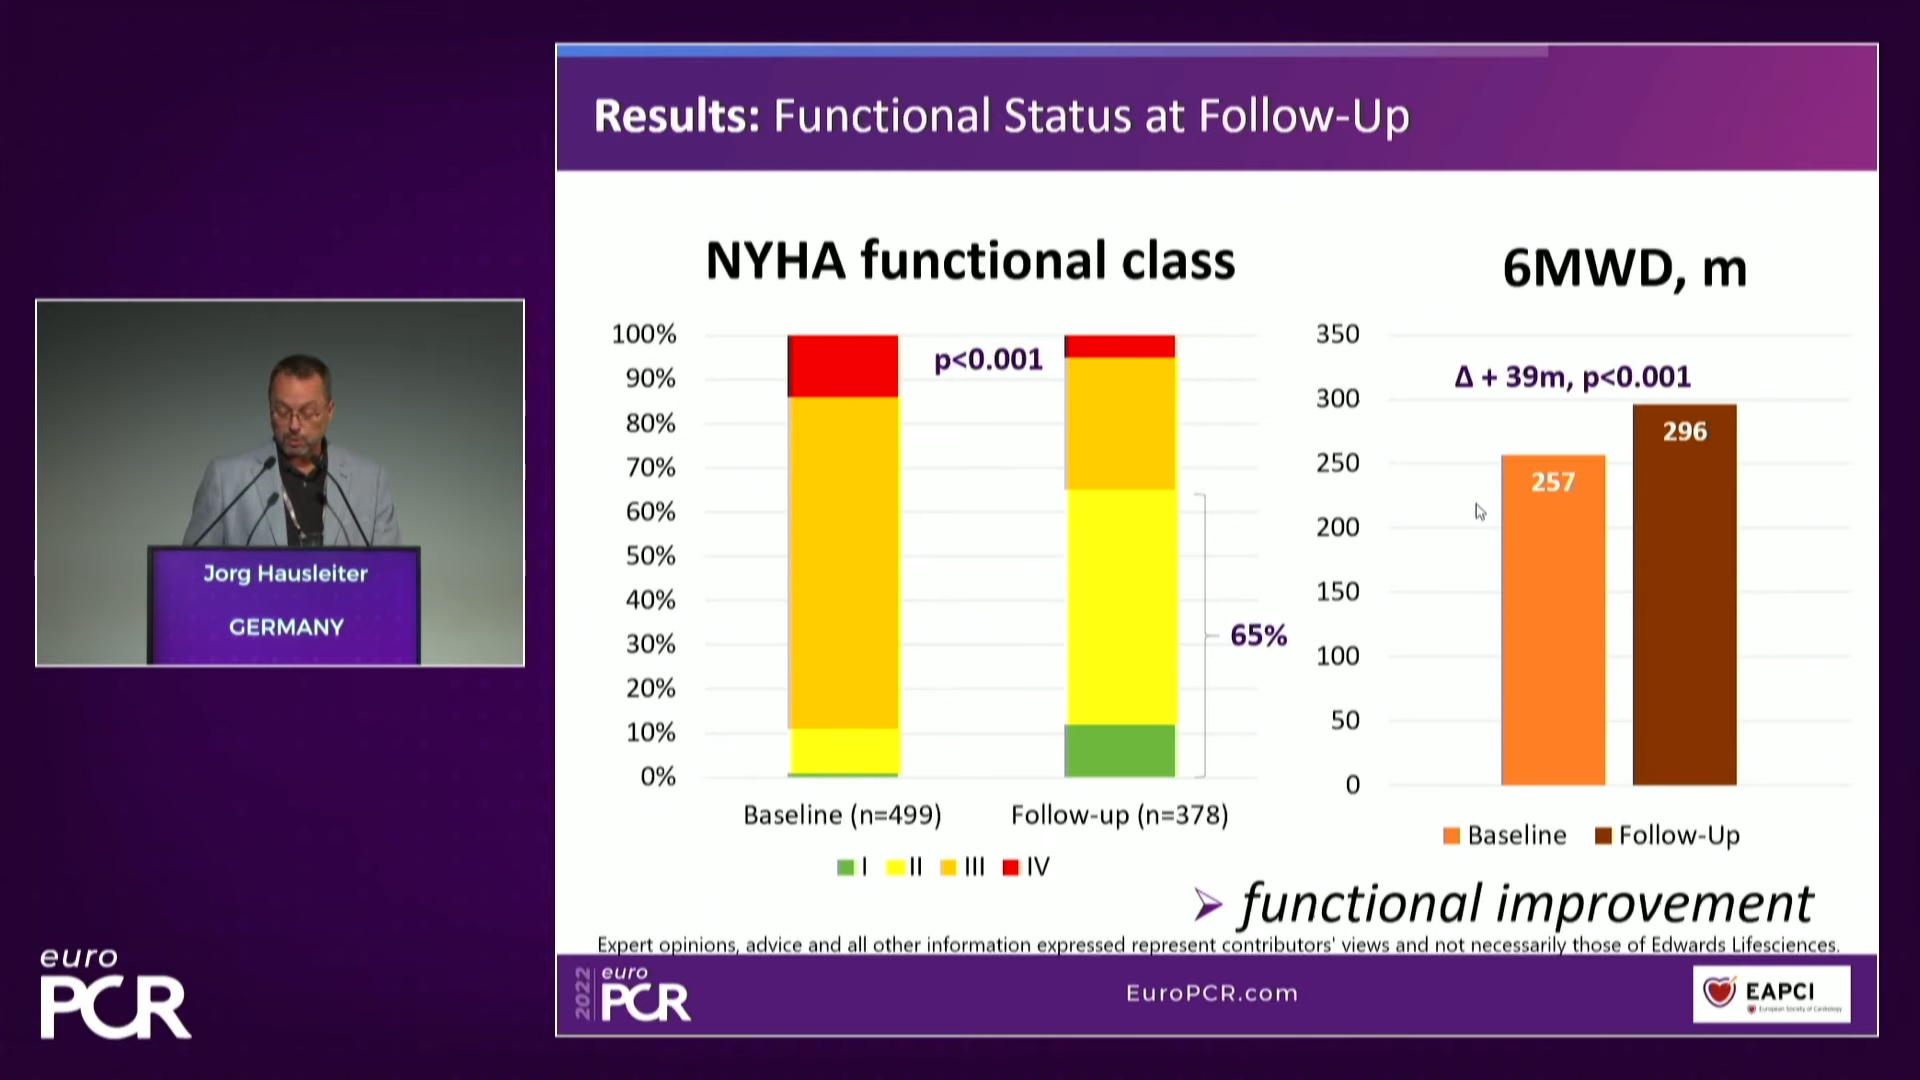 Results: Functional Status at Follow-Up
NYHA functional class
100%
90%
80%
70%
60%
50%
40%
30%
20%
10%
0%
p<0.001
65%
Baseline (n=499)
Follow-up (n=378)
I II III IV
6MWD, m
350
300
250
200
150
100
50
0
Δ + 39m, p<0.001
257
296
Baseline Follow-Up
functional improvement
Expert opinions, advice and all other information expressed represent contributors' views and not necessarily those of Edwards Lifesciences.
2022
euro
PCR
EuroPCR.com
EAPCI
European Society of Cardiology
Jorg Hausleiter
GERMANY
euro
PCR